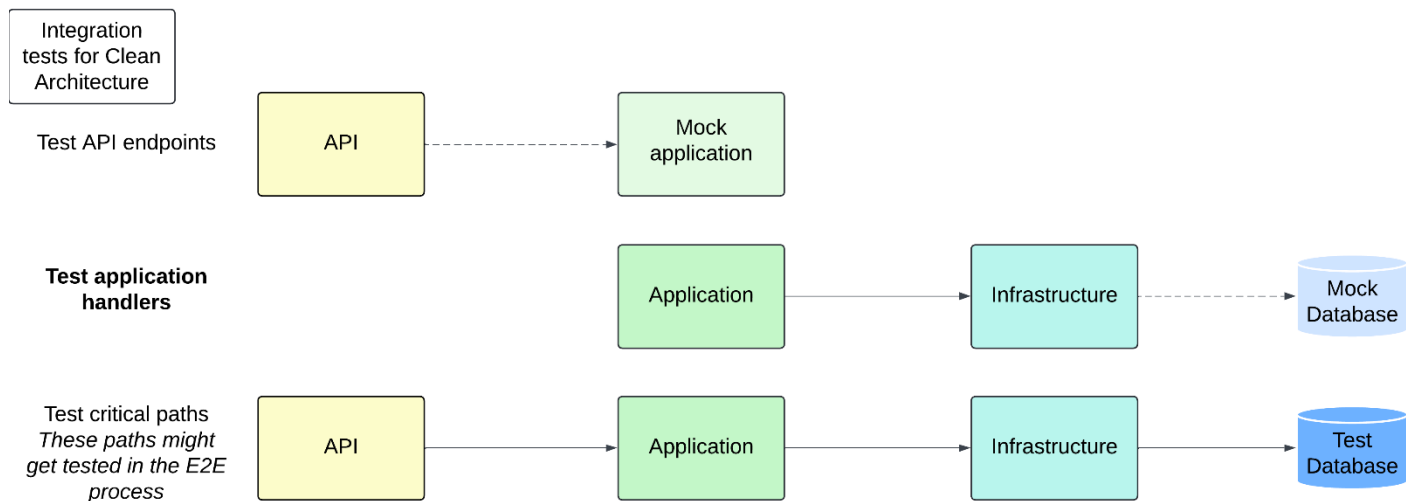 Integration
tests for Clean
Architecture
Test API endpoints
API
Mock
application
Test application
handlers
Application
Infrastructure
Mock
Database
Test critical paths
These paths might
get tested in the E2E
process
API
Application
Infrastructure
Test
Database